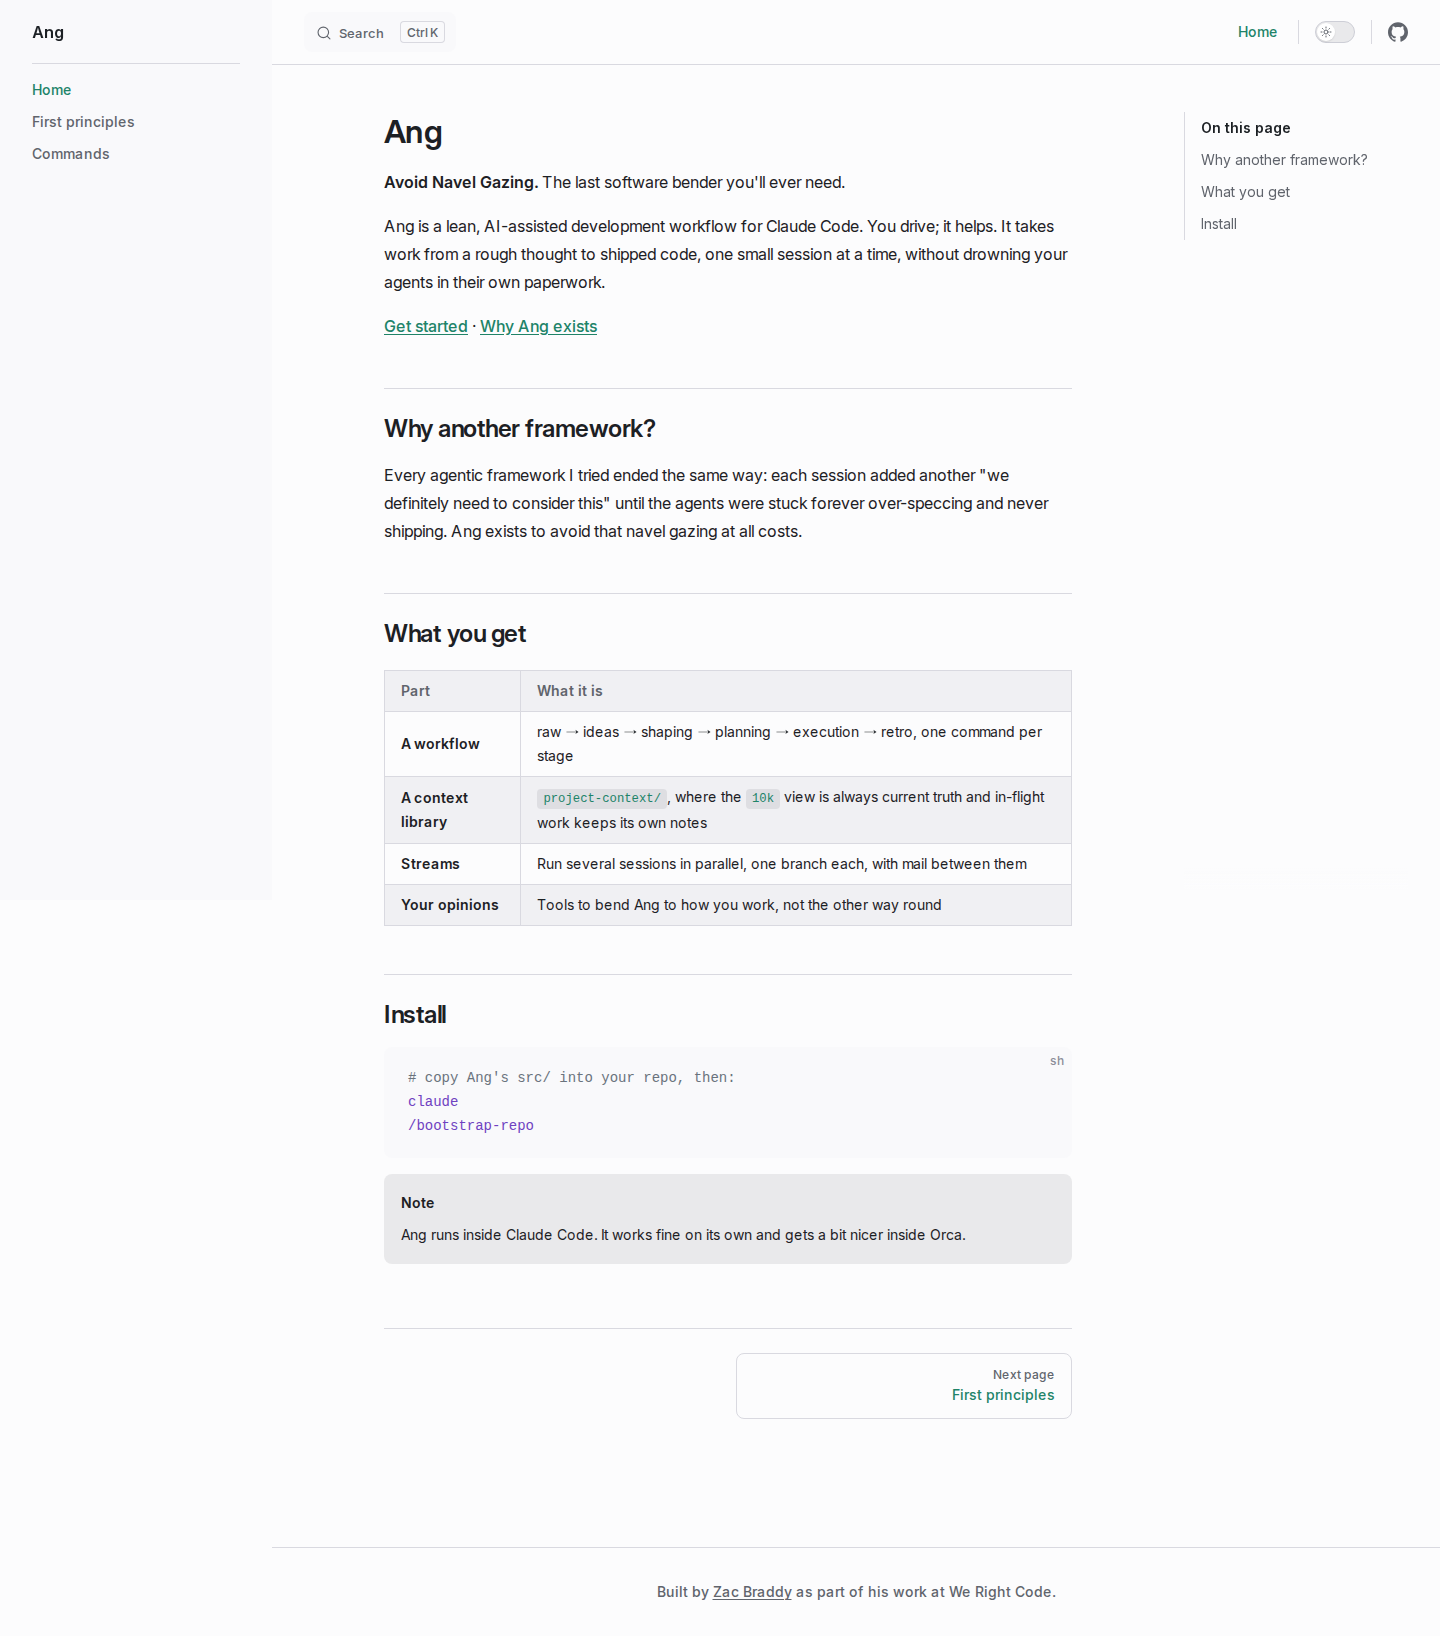 Ang
Home
First principles
Commands
Search Ctrl K
Home
Ang
Avoid Navel Gazing. The last software bender you'll ever need.
Ang is a lean, AI-assisted development workflow for Claude Code. You drive; it helps. It takes
work from a rough thought to shipped code, one small session at a time, without drowning your
agents in their own paperwork.
Get started · Why Ang exists
Why another framework?
Every agentic framework I tried ended the same way: each session added another "we
definitely need to consider this" until the agents were stuck forever over-speccing and never
shipping. Ang exists to avoid that navel gazing at all costs.
What you get
Part What it is
A workflow raw → ideas → shaping → planning → execution → retro, one command per
stage
A context project-context/, where the 10k view is always current truth and in-flight
library work keeps its own notes
Streams Run several sessions in parallel, one branch each, with mail between them
Your opinions Tools to bend Ang to how you work, not the other way round
Install
sh
# copy Ang's src/ into your repo, then:
claude
/bootstrap-repo
Note
Ang runs inside Claude Code. It works fine on its own and gets a bit nicer inside Orca.
Next page
First principles
On this page
Why another framework?
What you get
Install
Built by Zac Braddy as part of his work at We Right Code.